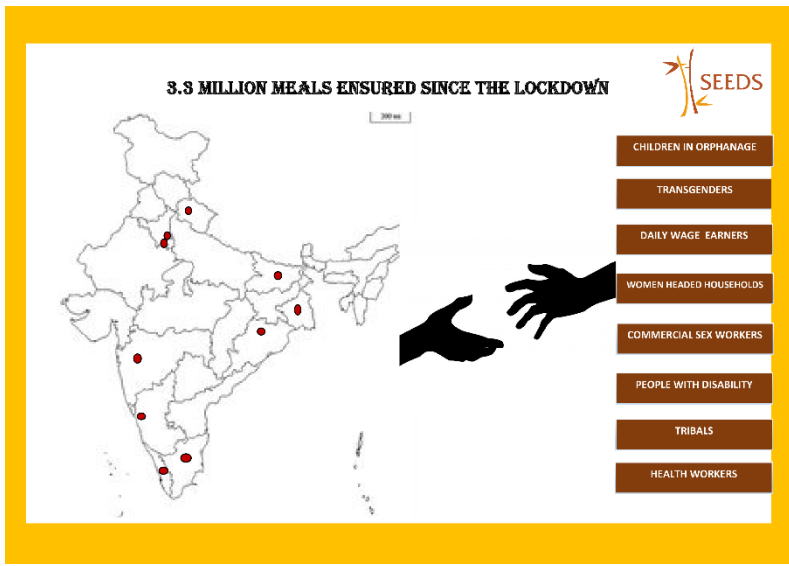 3.3 MILLION MEALS ENSURED SINCE THE LOCKDOWN
SEEDS
CHILDREN IN ORPHANAGE
TRANSGENDERS
DAILY WAGE EARNERS
WOMEN HEADED HOUSEHOLDS
COMMERCIAL SEX WORKERS
PEOPLE WITH DISABILITY
TRIBALS
HEALTH WORKERS